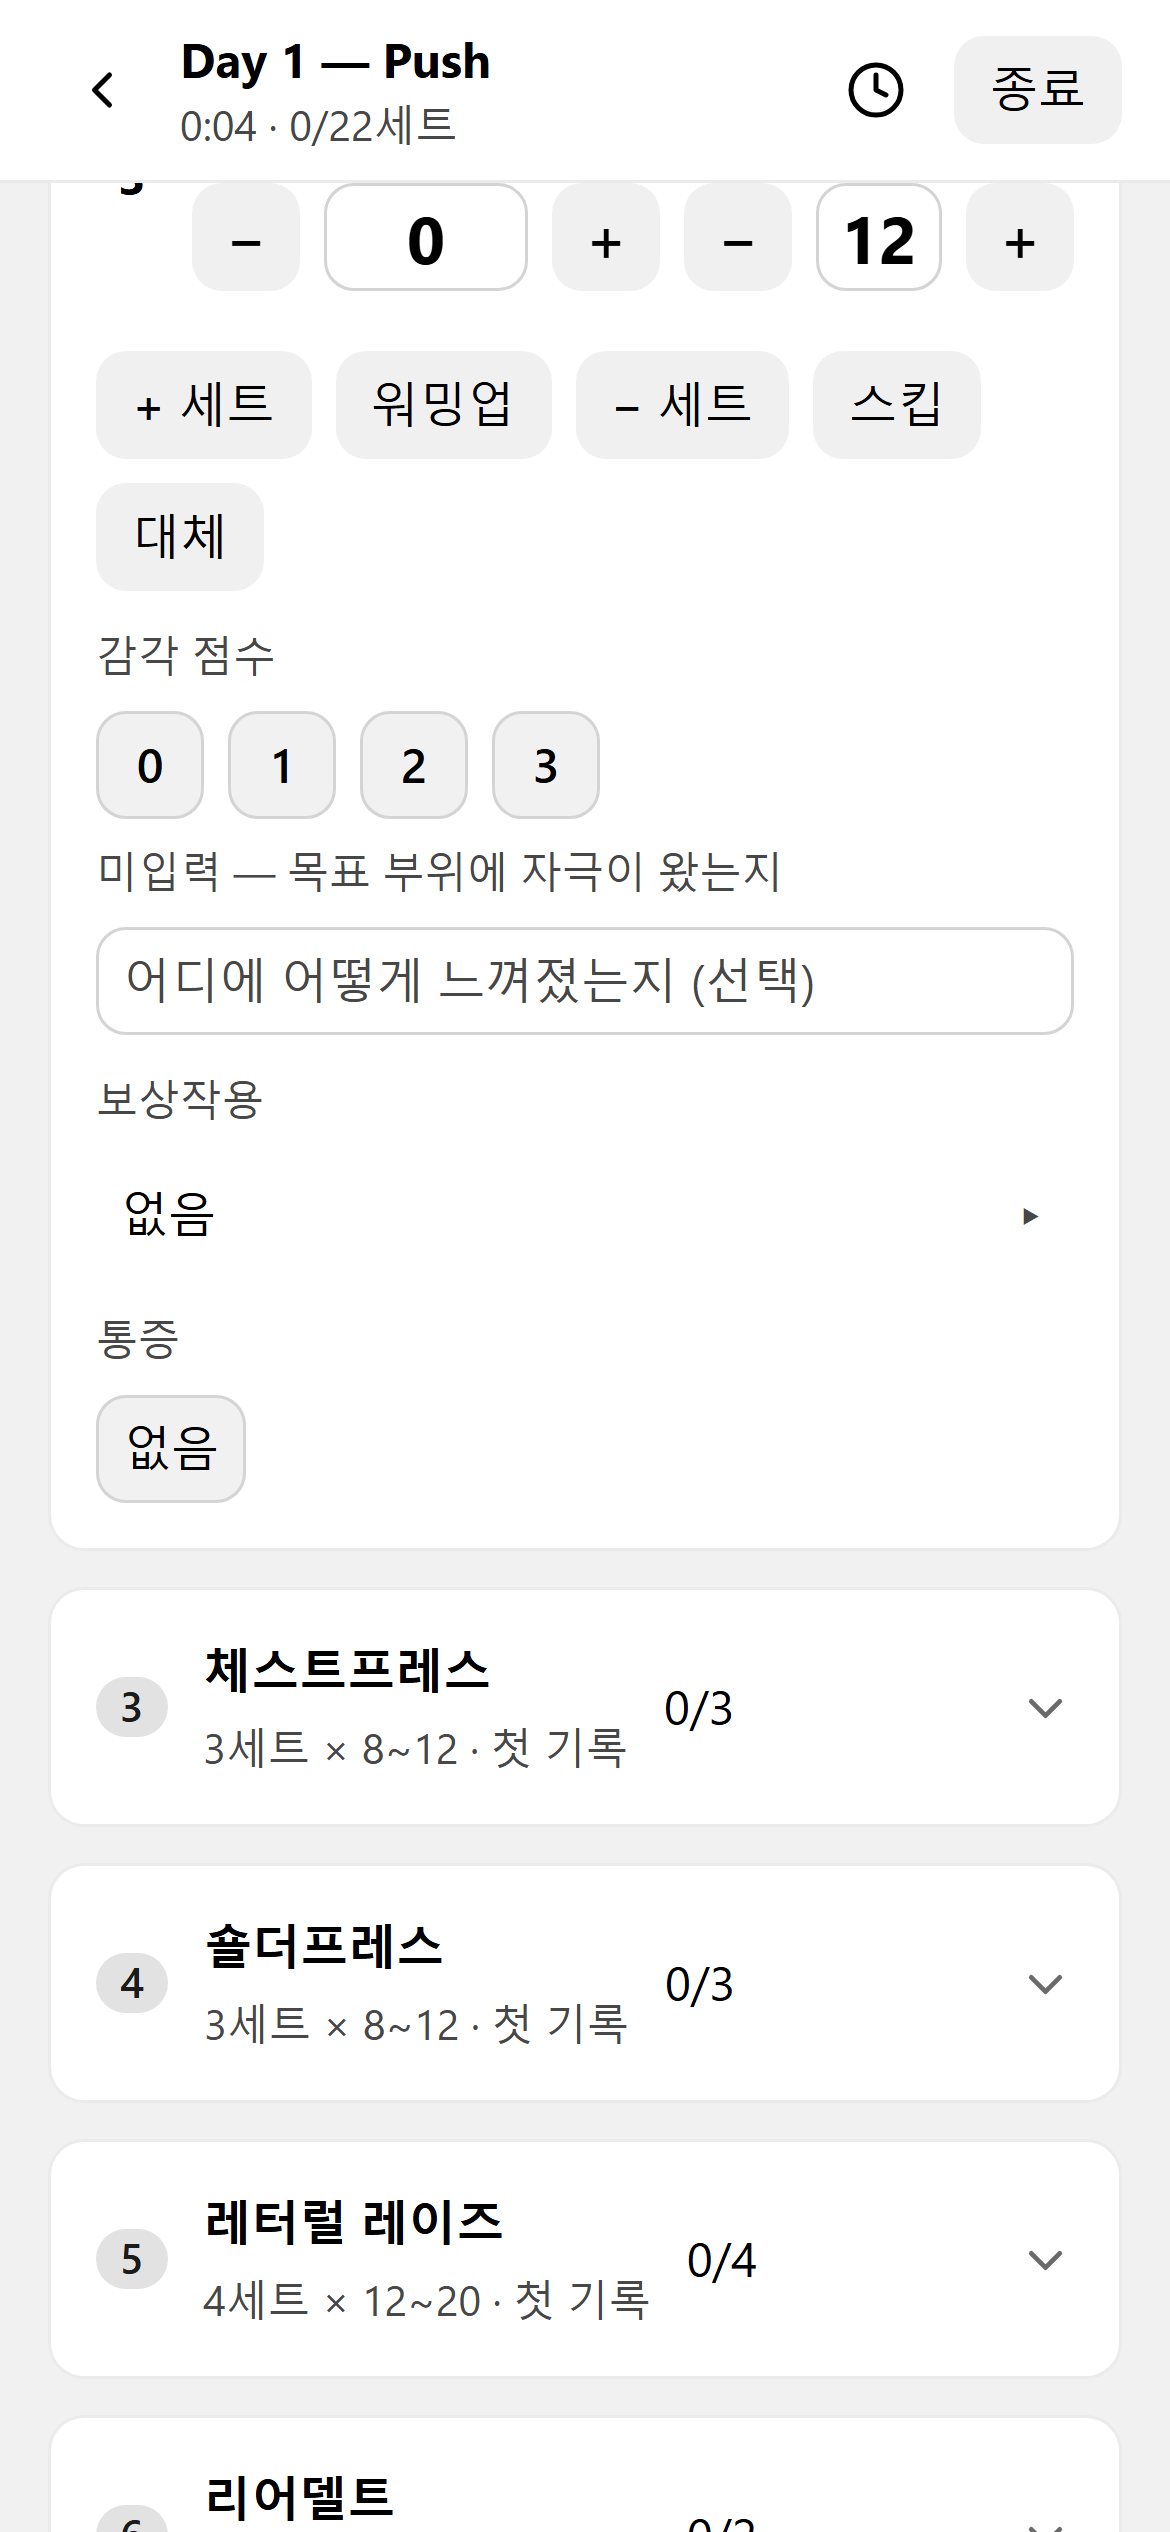 Day 1 — Push
0:04 · 0/22세트
종료
− 0 + − 12 +
+ 세트
워밍업
− 세트
스킵
대체
감각 점수
0 1 2 3
미입력 — 목표 부위에 자극이 왔는지
어디에 어떻게 느껴졌는지 (선택)
보상작용
없음
통증
없음
3
체스트프레스
3세트 × 8~12 · 첫 기록
0/3
4
숄더프레스
3세트 × 8~12 · 첫 기록
0/3
5
레터럴 레이즈
4세트 × 12~20 · 첫 기록
0/4
리어델트